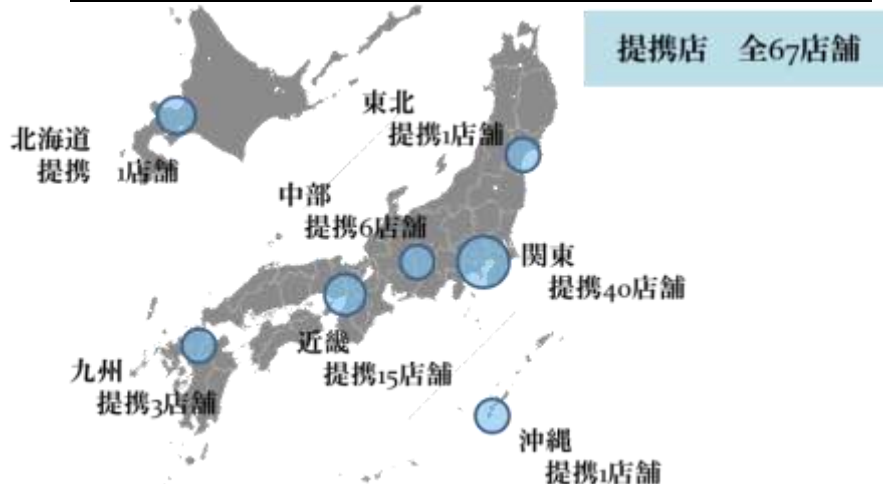 提携店　全67店舗
北海道
提携　1店舗
東北
提携1店舗
中部
提携6店舗
関東
提携40店舗
近畿
提携15店舗
九州
提携3店舗
沖縄
提携1店舗